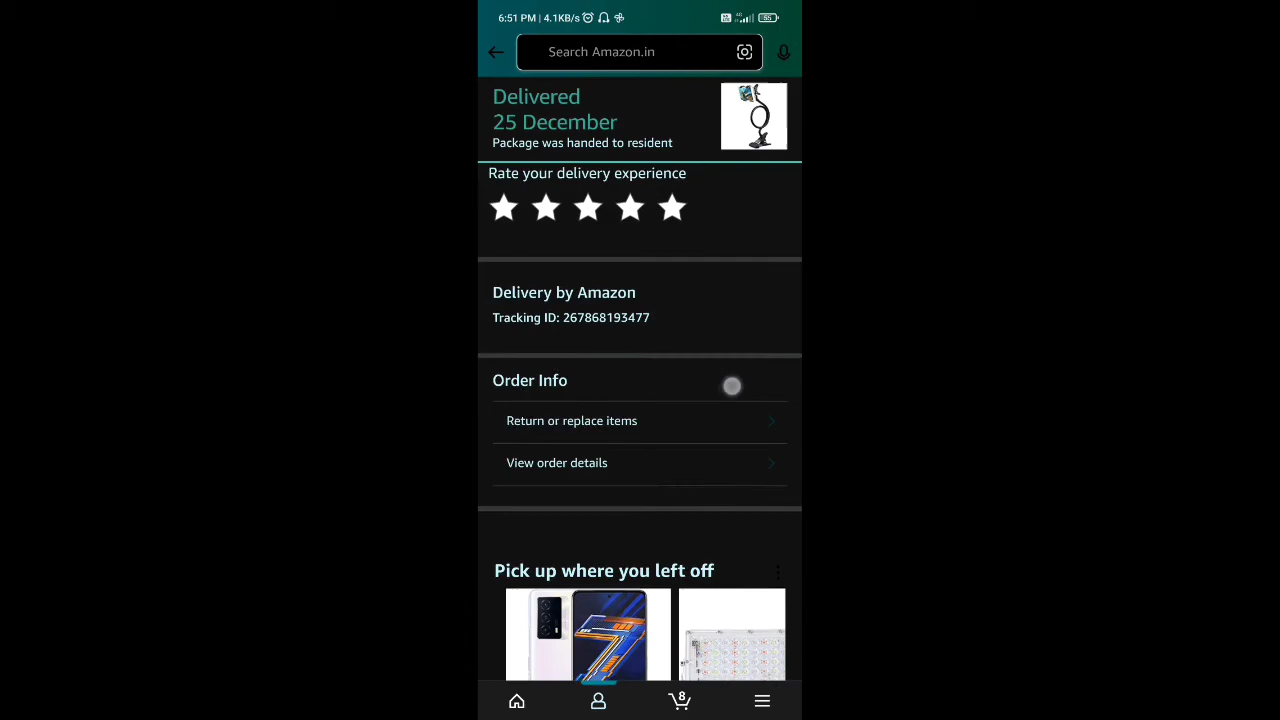 6:51 PM | 4.1KB/s
55
Search Amazon.in
Delivered
25 December
Package was handed to resident
Rate your delivery experience
Delivery by Amazon
Tracking ID: 267868193477
Order Info
Return or replace items
View order details
Pick up where you left off
8